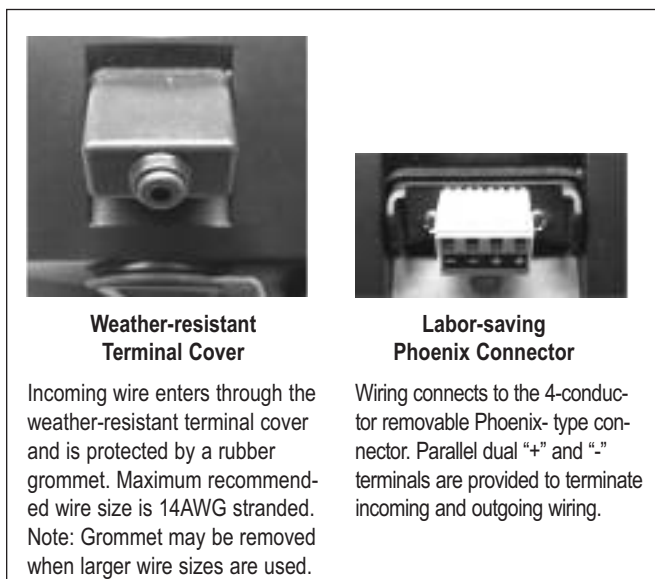 Weather-resistant
Terminal Cover
Incoming wire enters through the
weather-resistant terminal cover
and is protected by a rubber
grommet. Maximum recommend-
ed wire size is 14AWG stranded.
Note: Grommet may be removed
when larger wire sizes are used.
Labor-saving
Phoenix Connector
Wiring connects to the 4-conduc-
tor removable Phoenix- type con-
nector. Parallel dual “+” and “-”
terminals are provided to terminate
incoming and outgoing wiring.